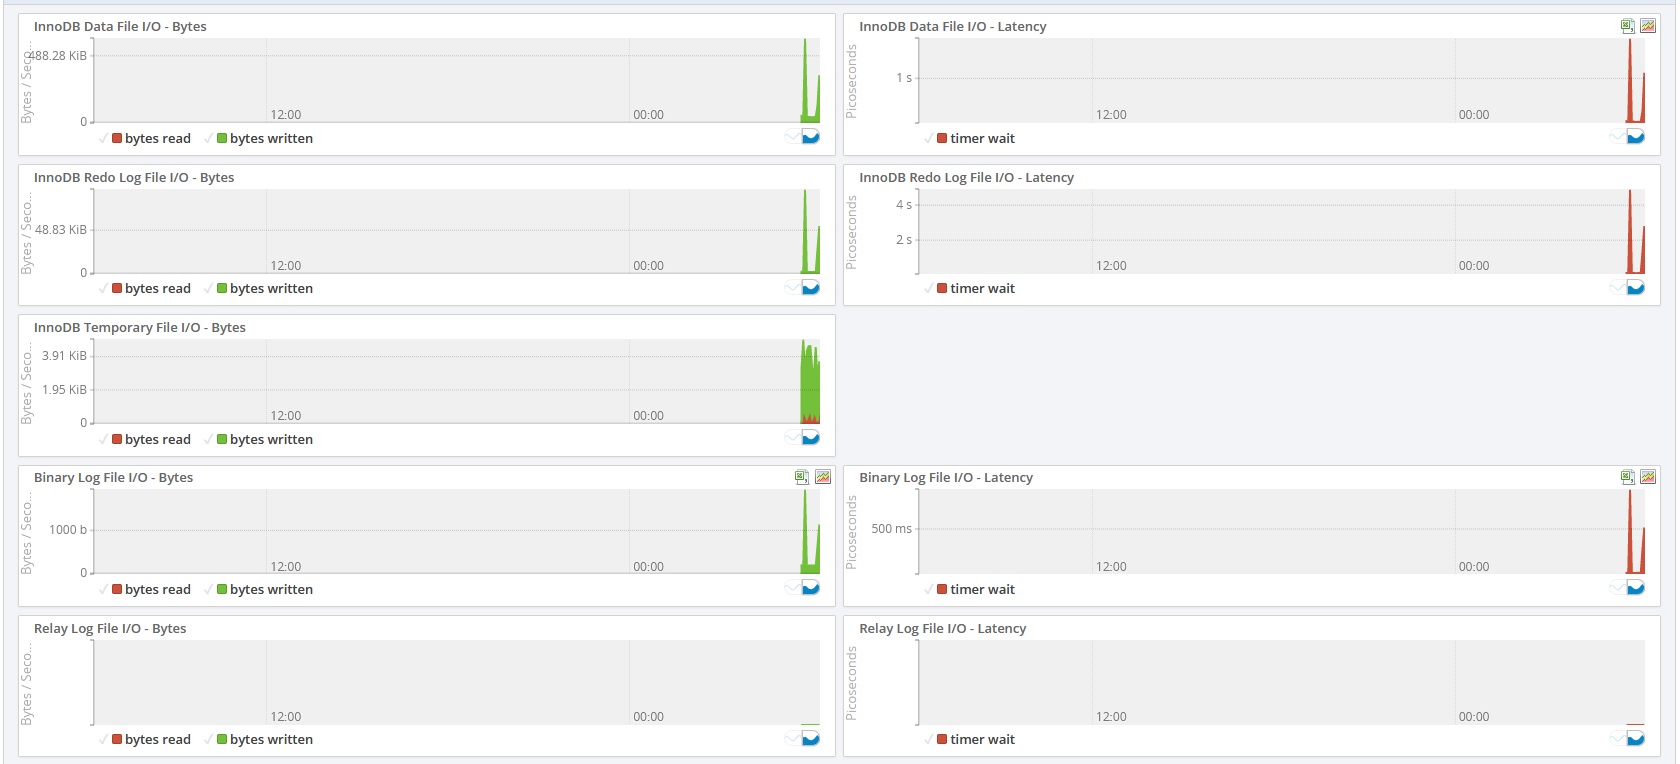 InnoDB Data File I/O - Bytes
Bytes / Seco...
488.28 KiB
0
12:00
00:00
bytes read
bytes written
InnoDB Data File I/O - Latency
Picoseconds
1 s
12:00
00:00
timer wait
InnoDB Redo Log File I/O - Bytes
Bytes / Seco...
48.83 KiB
0
12:00
00:00
bytes read
bytes written
InnoDB Redo Log File I/O - Latency
Picoseconds
4 s
2 s
12:00
00:00
timer wait
InnoDB Temporary File I/O - Bytes
Bytes / Seco...
3.91 KiB
1.95 KiB
0
12:00
00:00
bytes read
bytes written
Binary Log File I/O - Bytes
Bytes / Seco...
1000 b
0
12:00
00:00
bytes read
bytes written
Binary Log File I/O - Latency
Picoseconds
500 ms
12:00
00:00
timer wait
Relay Log File I/O - Bytes
Bytes / Seco...
12:00
00:00
bytes read
bytes written
Relay Log File I/O - Latency
Picoseconds
12:00
00:00
timer wait